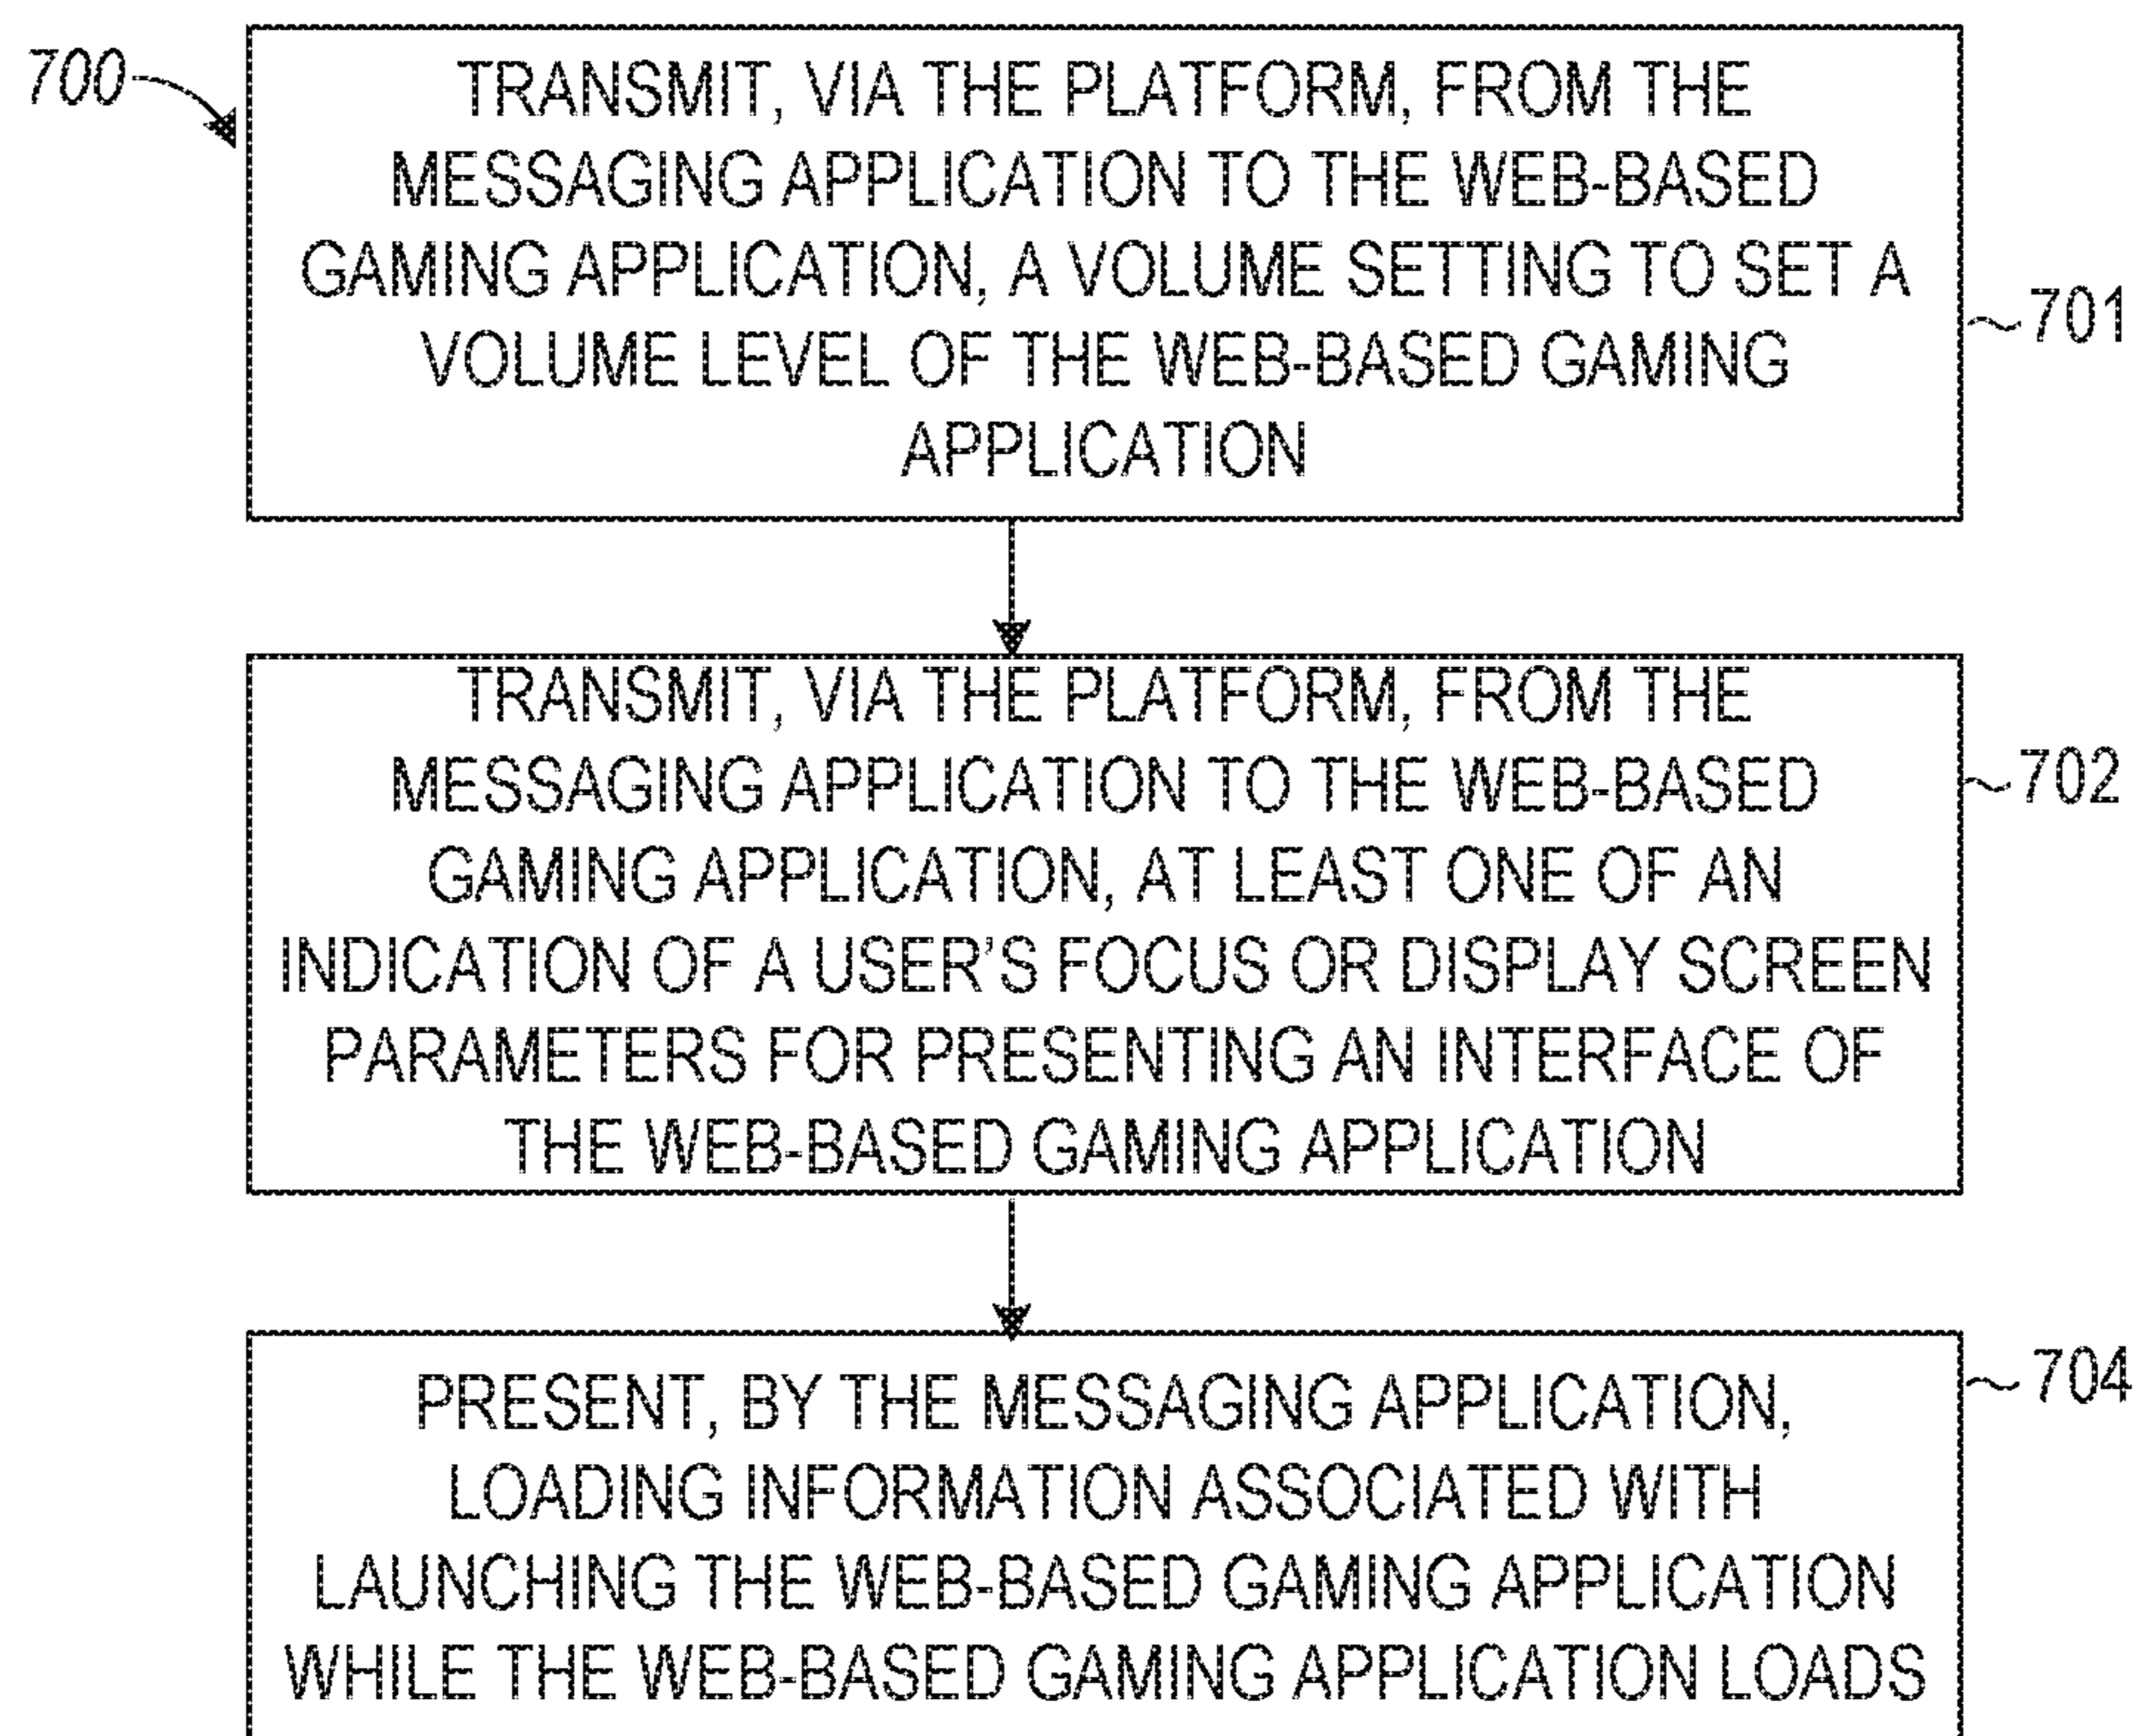 700
TRANSMIT, VIA THE PLATFORM, FROM THE
MESSAGING APPLICATION TO THE WEB-BASED
GAMING APPLICATION, A VOLUME SETTING TO SET A
VOLUME LEVEL OF THE WEB-BASED GAMING
APPLICATION
701
TRANSMIT, VIA THE PLATFORM, FROM THE
MESSAGING APPLICATION TO THE WEB-BASED
GAMING APPLICATION, AT LEAST ONE OF AN
INDICATION OF A USER'S FOCUS OR DISPLAY SCREEN
PARAMETERS FOR PRESENTING AN INTERFACE OF
THE WEB-BASED GAMING APPLICATION
702
PRESENT, BY THE MESSAGING APPLICATION,
LOADING INFORMATION ASSOCIATED WITH
LAUNCHING THE WEB-BASED GAMING APPLICATION
WHILE THE WEB-BASED GAMING APPLICATION LOADS
704